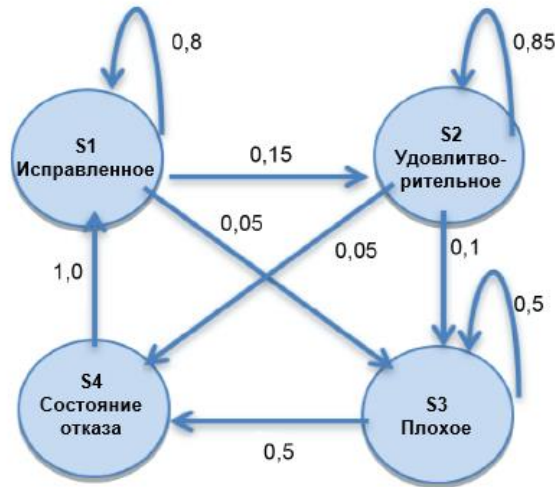 0,8
0,85
S1
Исправленное
S2
Удовлитво-
рительное
0,15
0,05
0,05
0,1
1,0
0,5
S4
Состояние
отказа
S3
Плохое
0,5